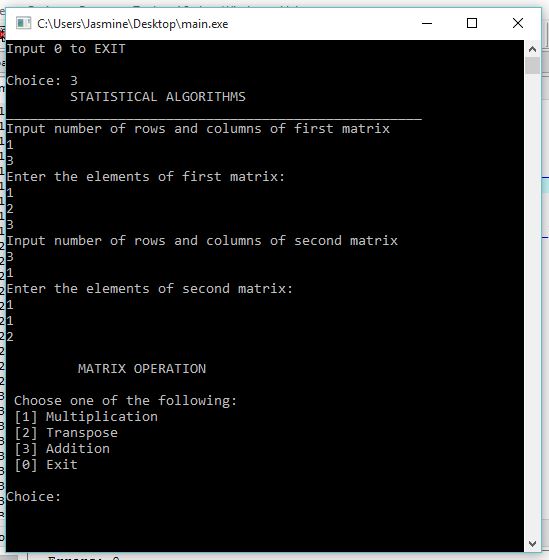 C:\Users\Jasmine\Desktop\main.exe
Input 0 to EXIT
Choice: 3
STATISTICAL ALGORITHMS
____________________________________________________
Input number of rows and columns of first matrix
1
3
Enter the elements of first matrix:
1
2
3
Input number of rows and columns of second matrix
3
1
Enter the elements of second matrix:
1
1
2
MATRIX OPERATION
Choose one of the following:
[1] Multiplication
[2] Transpose
[3] Addition
[0] Exit
Choice: